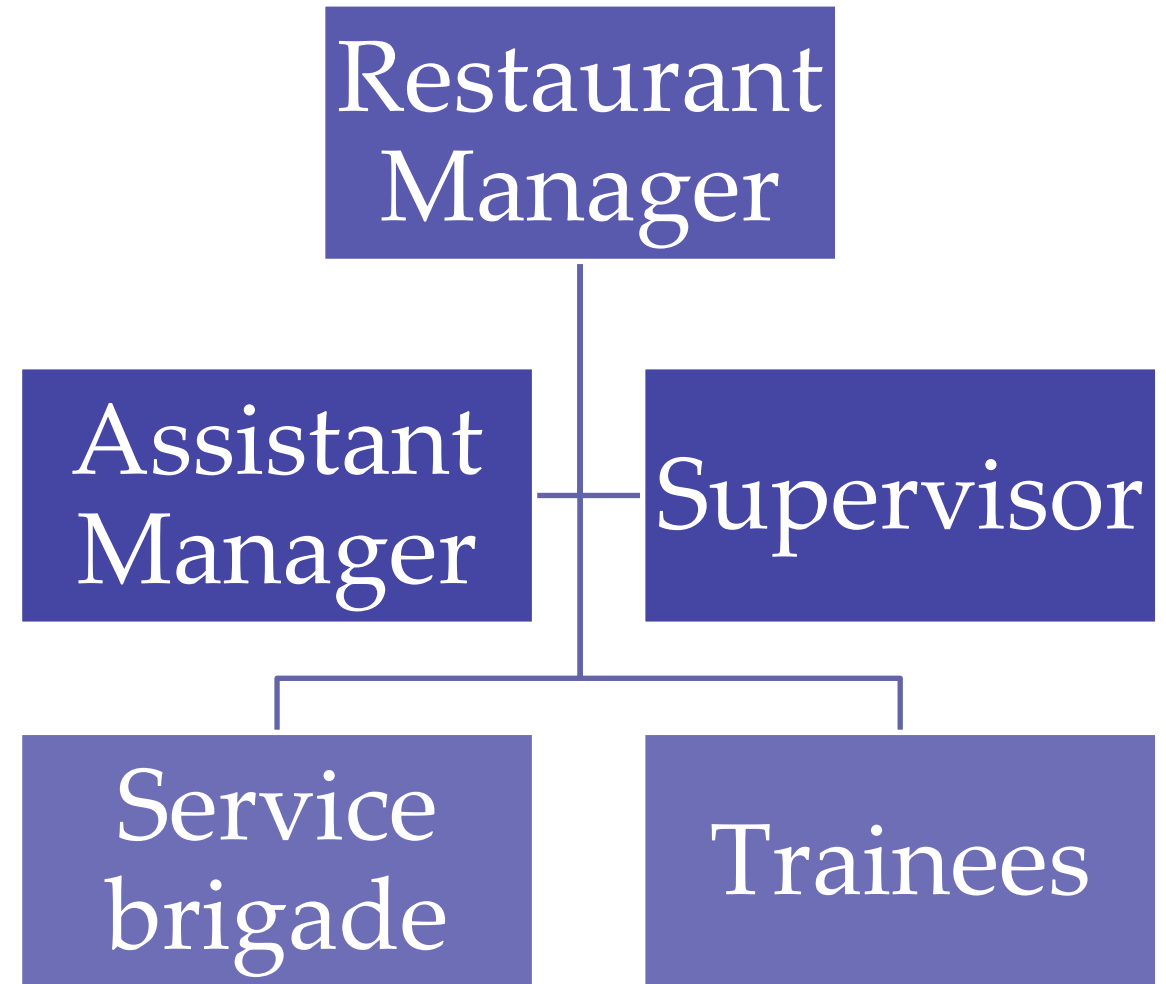 Restaurant
Manager
Assistant
Manager
Supervisor
Service
brigade
Trainees